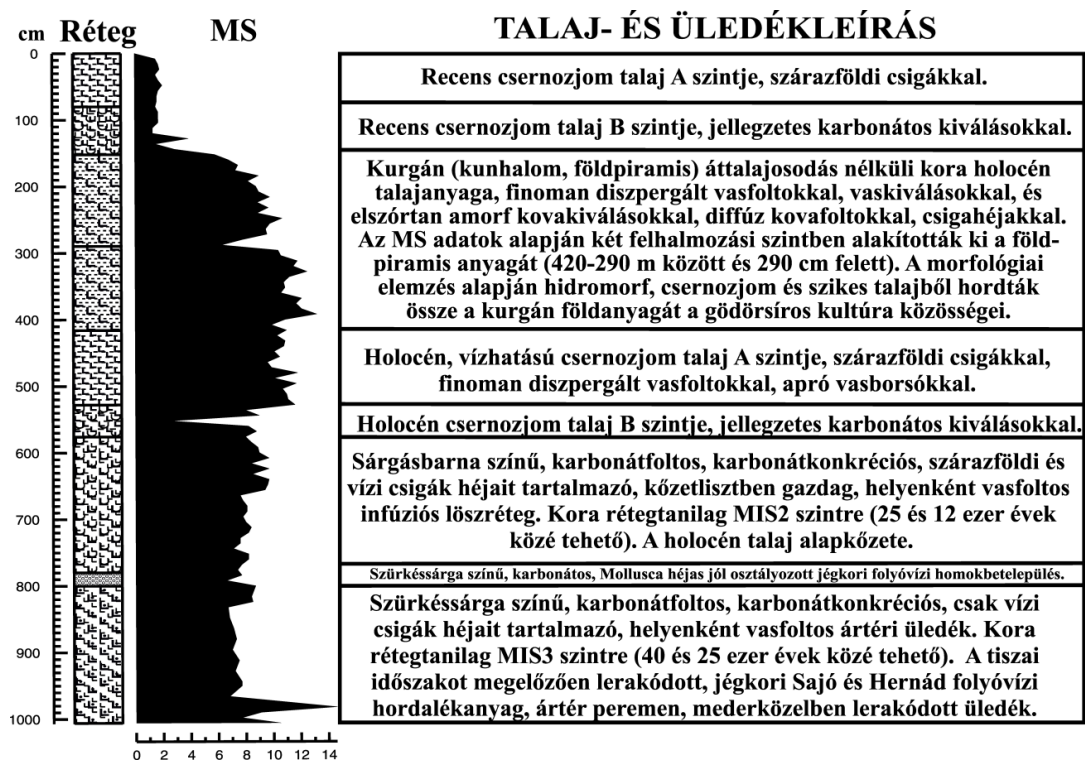 cm Réteg MS TALAJ- ÉS ÜLEDÉKLEÍRÁS
0
100
200
300
400
500
600
700
800
900
1000
Recens csernozjom talaj A szintje, szárazföldi csigákkal.
Recens csernozjom talaj B szintje, jellegzetes karbonátos kiválásokkal.
Kurgán (kunhalom, földpiramis) áttalajosodás nélküli kora holocén
talajanyaga, finoman diszpergált vasfoltokkal, vaskiválásokkal, és
elszórtan amorf kovakiválásokkal, diffúz kovafoltokkal, csigahéjakkal.
Az MS adatok alapján két felhalmozási szintben alakították ki a föld-
piramis anyagát (420-290 m között és 290 cm felett). A morfológiai
elemzés alapján hidromorf, csernozjom és szikes talajből hordták
össze a kurgán földanyagát a gödörsíros kultúra közösségei.
Holocén, vízhatású csernozjom talaj A szintje, szárazföldi csigákkal,
finoman diszpergált vasfoltokkal, apró vasborsókkal.
Holocén csernozjom talaj B szintje, jellegzetes karbonátos kiválásokkal.
Sárgásbarna színű, karbonátfoltos, karbonátkonkréciós, szárazföldi és
vízi csigák héjait tartalmazó, kőzetlisztben gazdag, helyenként vasfoltos
infúziós löszréteg. Kora rétegtanilag MIS2 szintre (25 és 12 ezer évek
közé tehető). A holocén talaj alapkőzete.
Szürkéssárga színű, karbonátos, Mollusca héjas jól osztályozott jégkori folyóvízi homokbetelepülés.
Szürkéssárga színű, karbonátfoltos, karbonátkonkréciós, csak vízi
csigák héjait tartalmazó, helyenként vasfoltos ártéri üledék. Kora
rétegtanilag MIS3 szintre (40 és 25 ezer évek közé tehető). A tiszai
időszakot megelőzően lerakódott, jégkori Sajó és Hernád folyóvízi
hordalékanyag, ártér peremen, mederközelben lerakódott üledék.
0 2 4 6 8 10 12 14